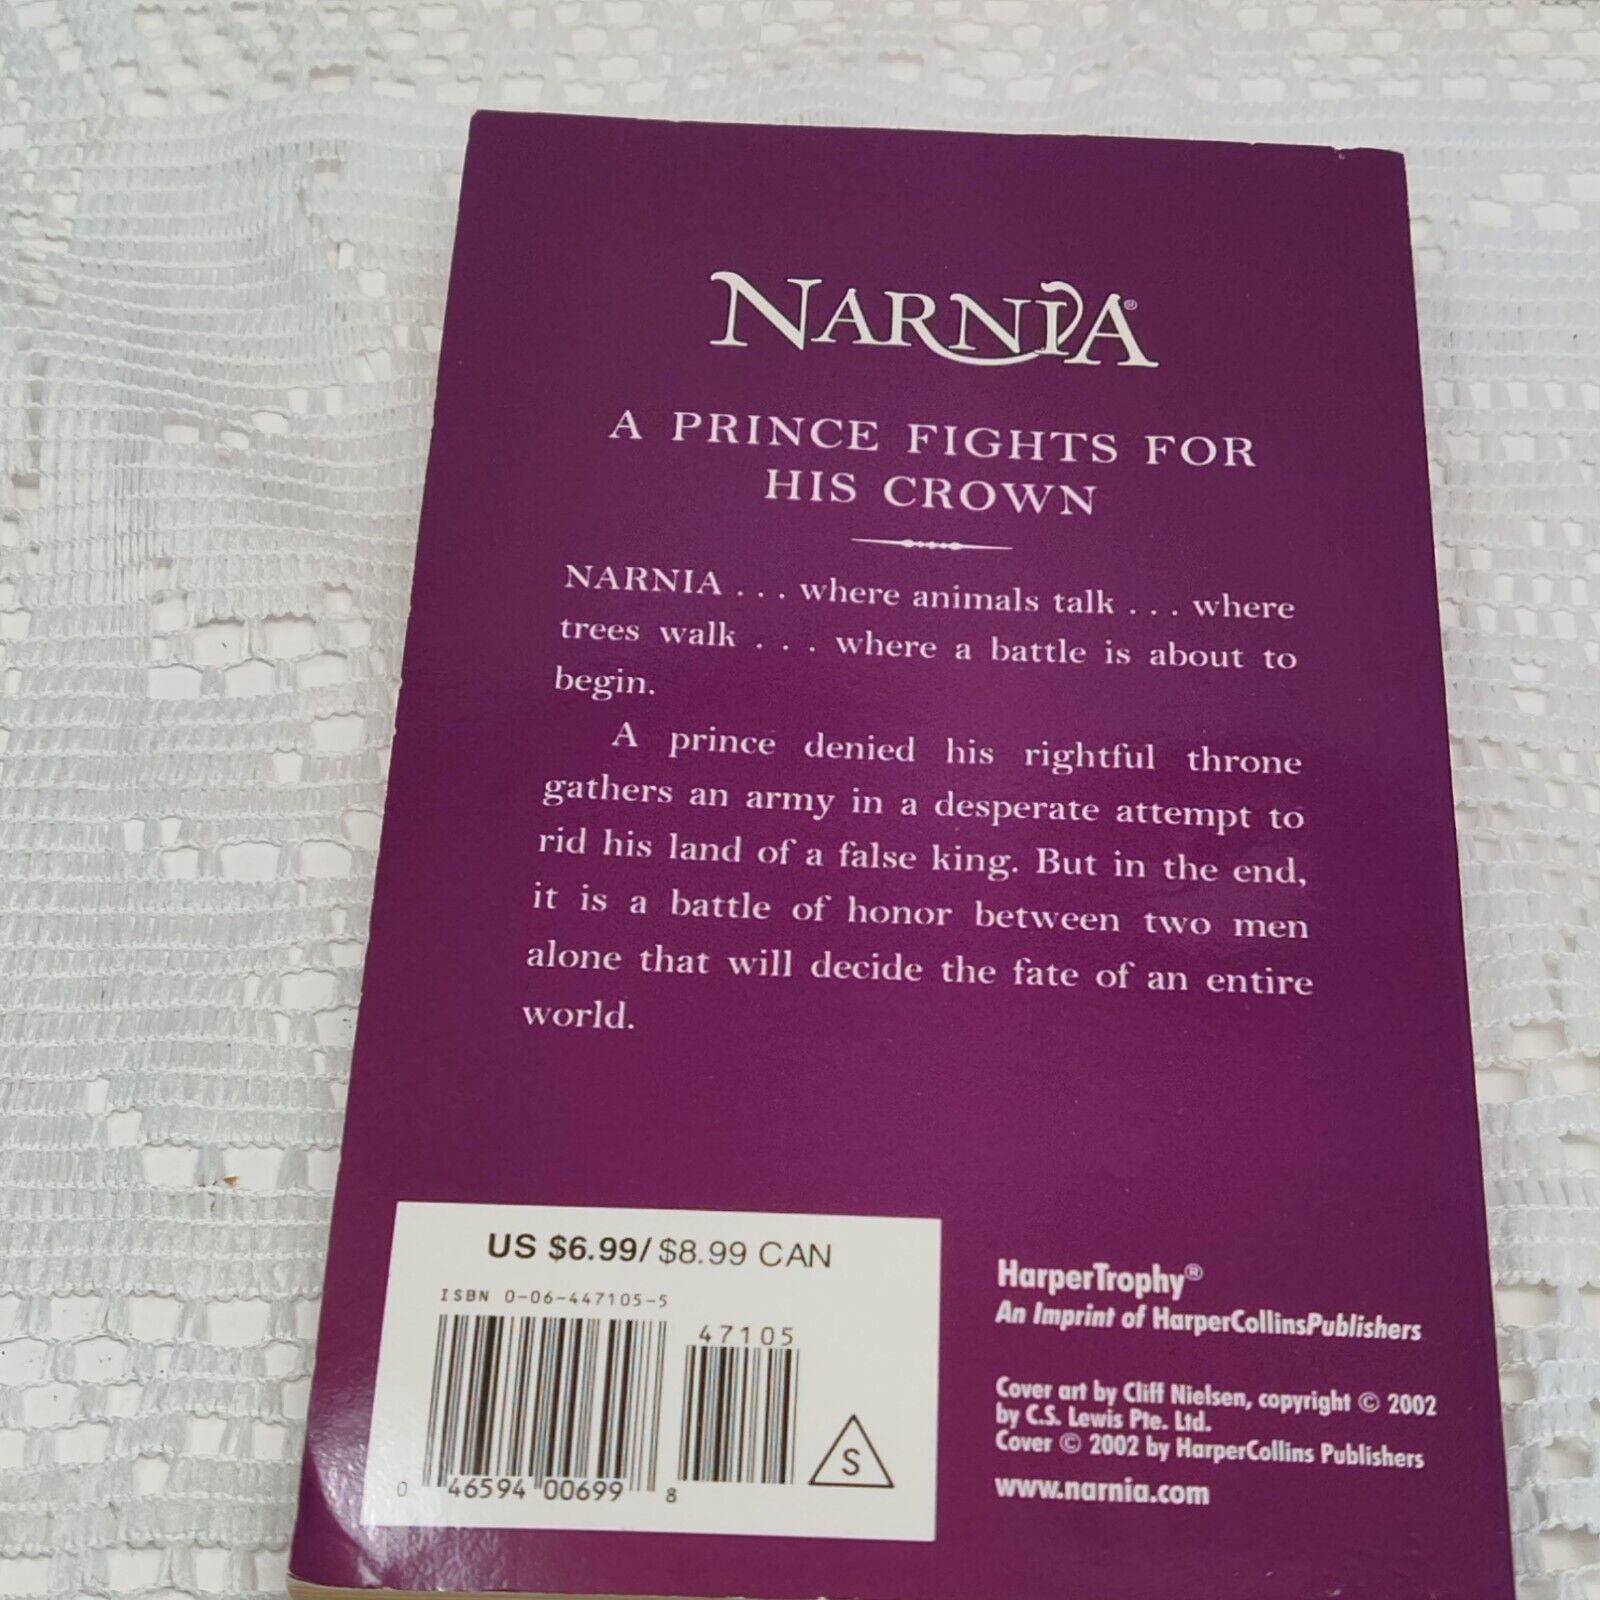 NARNIA®
A PRINCE FIGHTS FOR
HIS CROWN
NARNIA . . . where animals talk . . . where
trees walk . . . where a battle is about to
begin.
A prince denied his rightful throne
gathers an army in a desperate attempt to
rid his land of a false king. But in the end,
it is a battle of honor between two men
alone that will decide the fate of an entire
world.
US $6.99/ $8.99 CAN
ISBN 0-06-447105-5
47105
0 46594 00699 8
S
HarperTrophy®
An Imprint of HarperCollinsPublishers
Cover art by Cliff Nielsen, copyright © 2002
by C.S. Lewis Pte. Ltd.
Cover © 2002 by HarperCollins Publishers
www.narnia.com